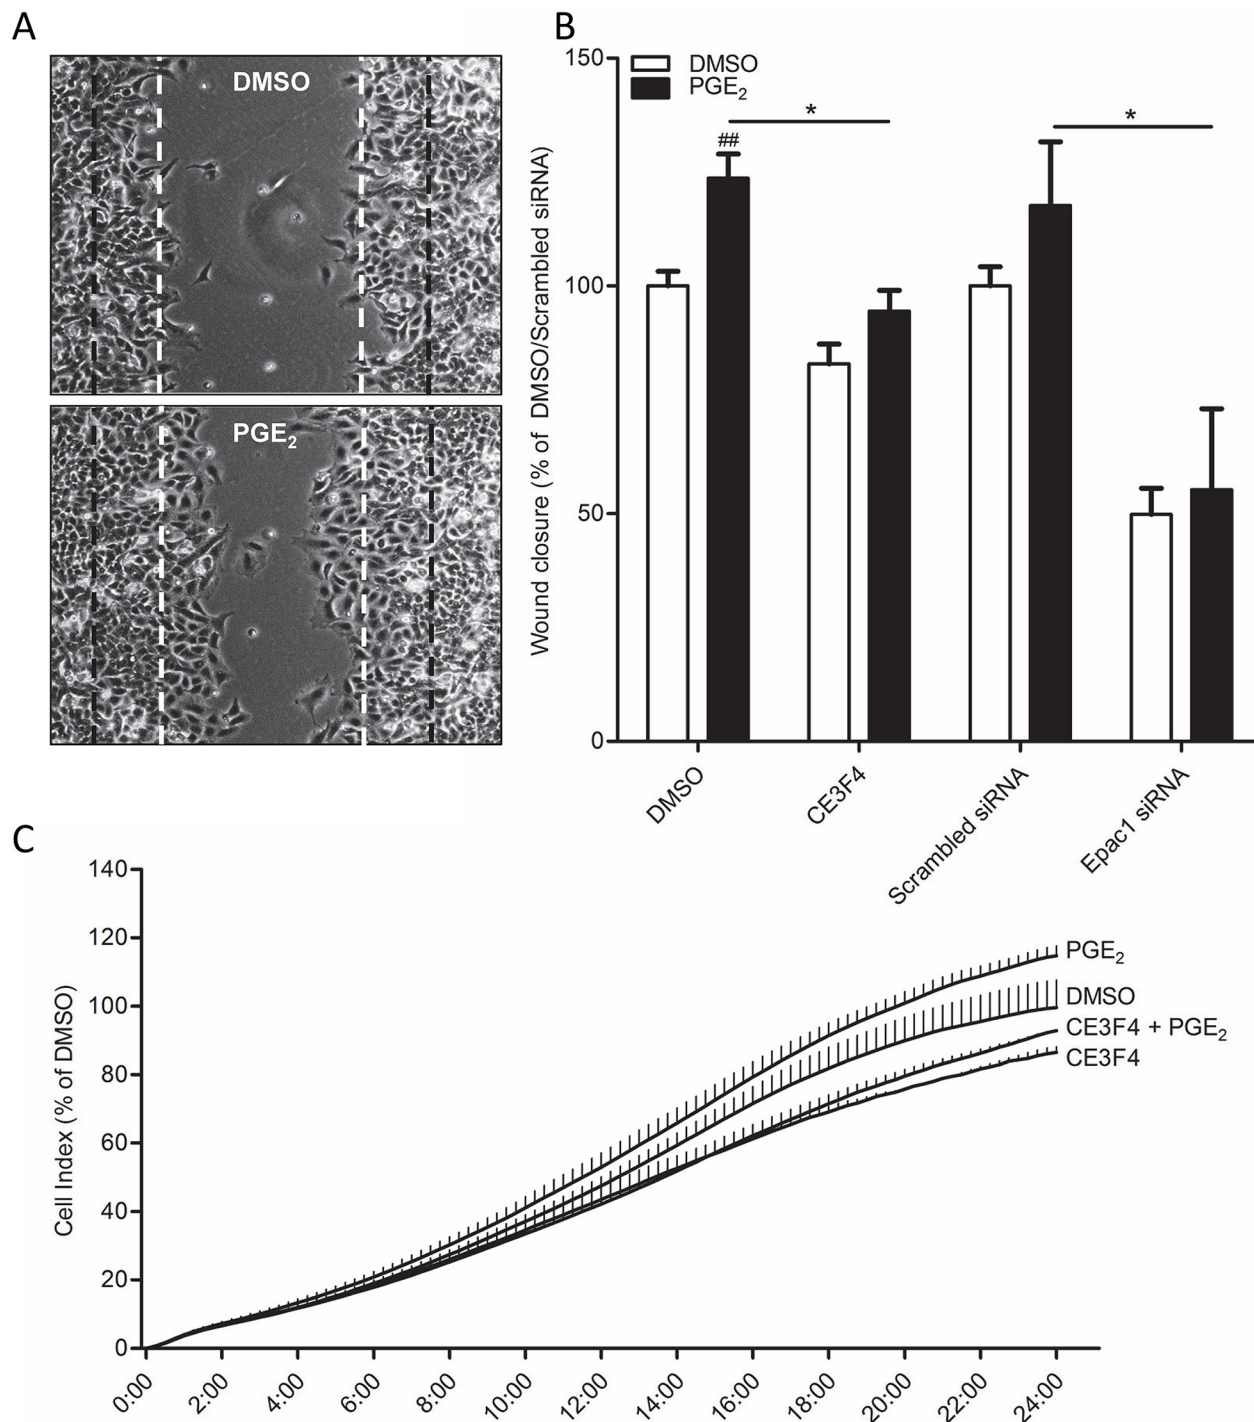 A
DMSO
PGE₂
B
Wound closure (% of DMSO/Scrambled siRNA)
150
100
50
0
DMSO
PGE₂
*
##
*
DMSO
CE3F4
Scrambled siRNA
Epac1 siRNA
C
Cell Index (% of DMSO)
140
120
100
80
60
40
20
0
PGE₂
DMSO
CE3F4 + PGE₂
CE3F4
0:00
2:00
4:00
6:00
8:00
10:00
12:00
14:00
16:00
18:00
20:00
22:00
24:00